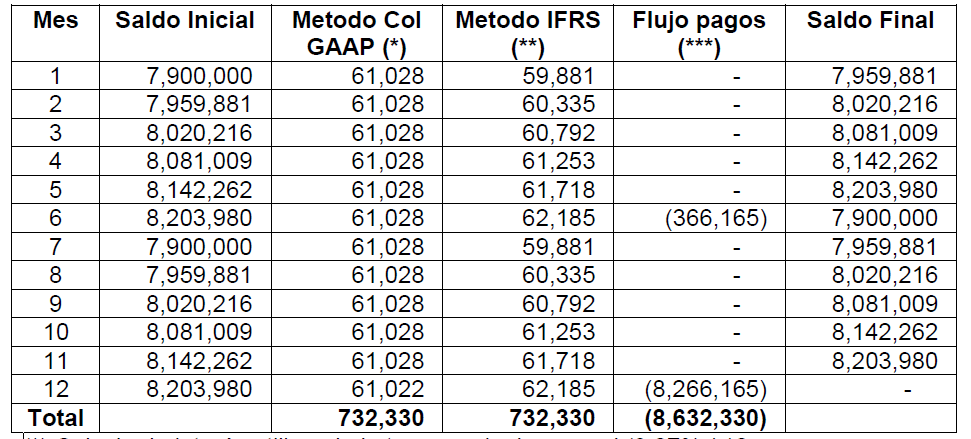 Mes Saldo Inicial Metodo Col GAAP (*) Metodo IFRS (**) Flujo pagos (***) Saldo Final
1 7,900,000 61,028 59,881 - 7,959,881
2 7,959,881 61,028 60,335 - 8,020,216
3 8,020,216 61,028 60,792 - 8,081,009
4 8,081,009 61,028 61,253 - 8,142,262
5 8,142,262 61,028 61,718 - 8,203,980
6 8,203,980 61,028 62,185 (366,165) 7,900,000
7 7,900,000 61,028 59,881 - 7,959,881
8 7,959,881 61,028 60,335 - 8,020,216
9 8,020,216 61,028 60,792 - 8,081,009
10 8,081,009 61,028 61,253 - 8,142,262
11 8,142,262 61,028 61,718 - 8,203,980
12 8,203,980 61,022 62,185 (8,266,165) -
Total 732,330 732,330 (8,632,330)